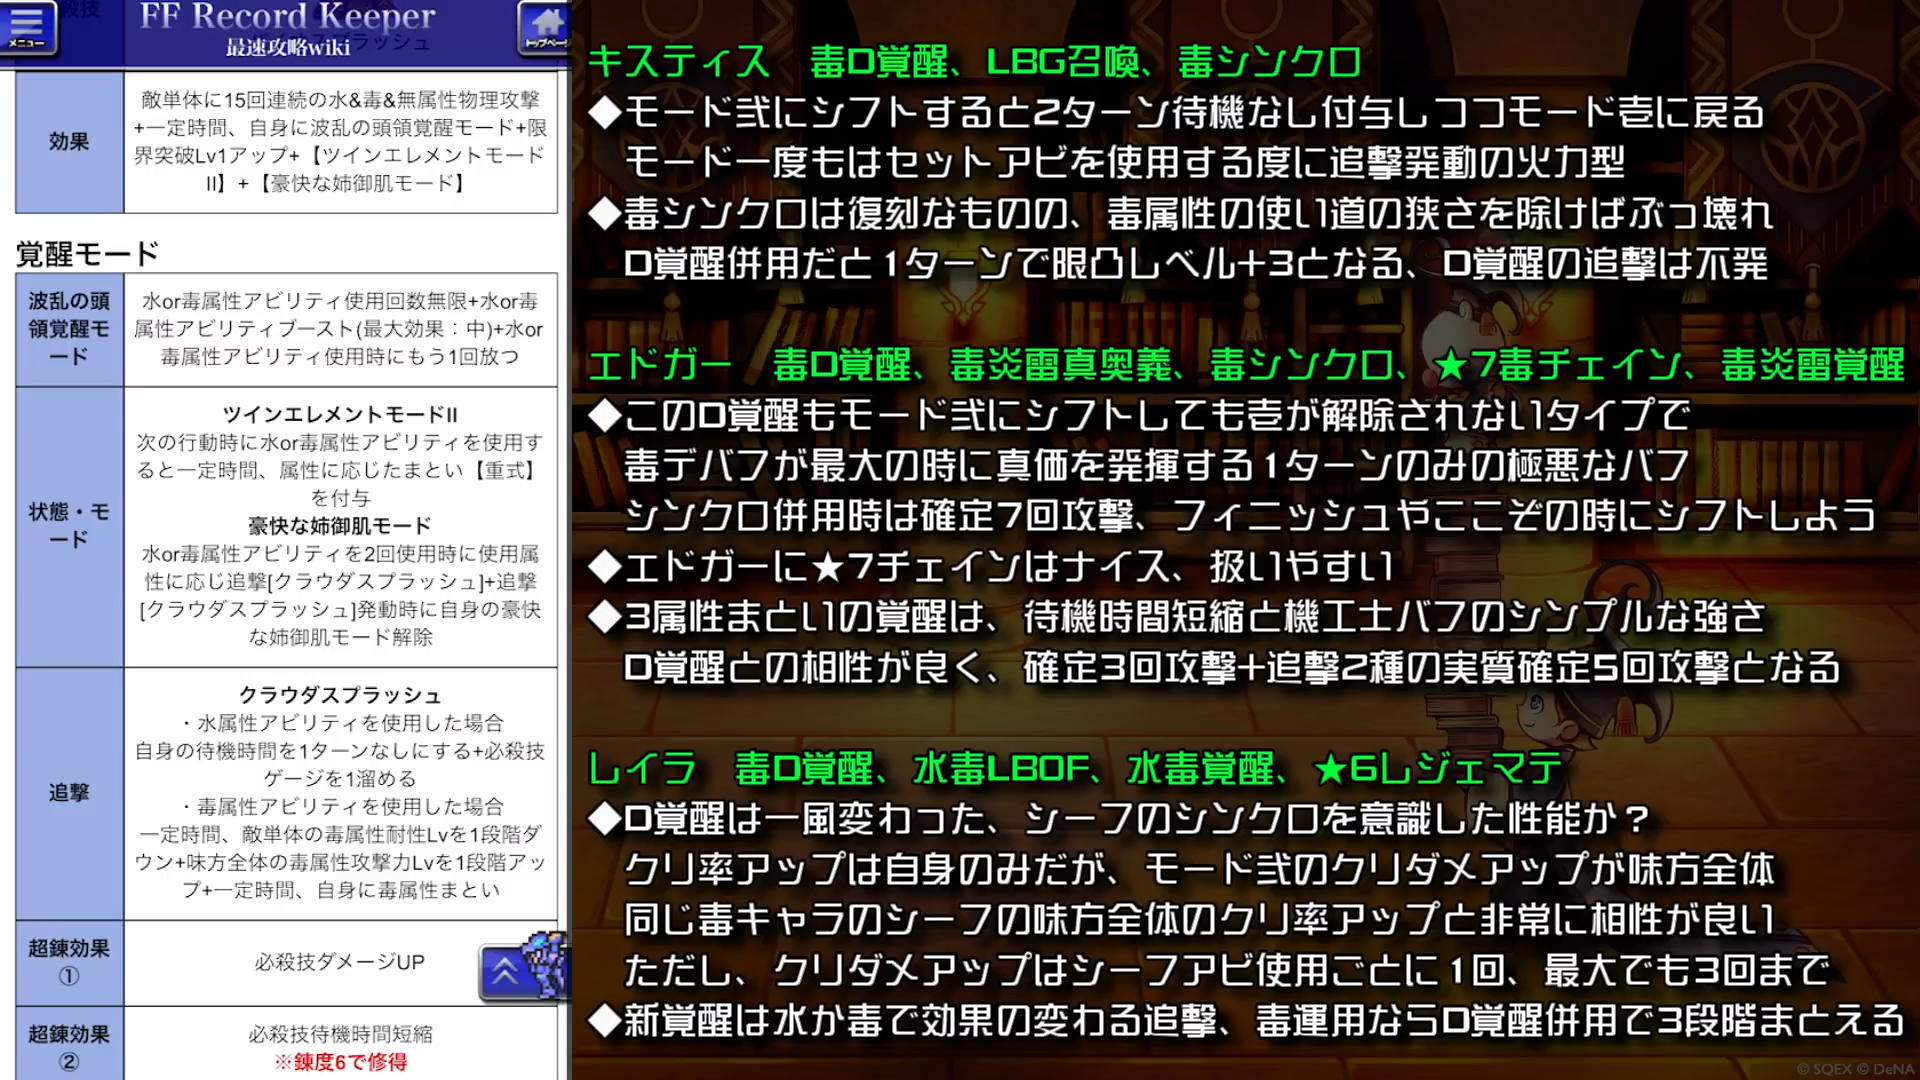 FF Record Keeper
最速攻略wiki
メニュー
トップページ
効果
敵単体に15回連続の水&毒&無属性物理攻撃
+一定時間、自身に波乱の頭領覚醒モード+限
界突破Lv1アップ+【ツインエレメントモード
II】+【豪快な姉御肌モード】
覚醒モード
波乱の頭
領覚醒モ
ード
水or毒属性アビリティ使用回数無限+水or毒
属性アビリティブースト(最大効果：中)+水or
毒属性アビリティ使用時にもう1回放つ
状態・モ
ード
ツインエレメントモードII
次の行動時に水or毒属性アビリティを使用す
ると一定時間、属性に応じたまとい【重式】
を付与
豪快な姉御肌モード
水or毒属性アビリティを2回使用時に使用属
性に応じ追撃[クラウダスプラッシュ]+追撃
[クラウダスプラッシュ]発動時に自身の豪快
な姉御肌モード解除
追撃
クラウダスプラッシュ
・水属性アビリティを使用した場合
自身の待機時間を1ターンなしにする+必殺技
ゲージを1溜める
・毒属性アビリティを使用した場合
一定時間、敵単体の毒属性耐性Lvを1段階ダ
ウン+味方全体の毒属性攻撃力Lvを1段階アッ
プ+一定時間、自身に毒属性まとい
超錬効果
①
必殺技ダメージUP
超錬効果
②
必殺技待機時間短縮
※錬度6で修得
キスティス　毒D覚醒、LBG召喚、毒シンクロ
◆モード弐にシフトすると2ターン待機なし付与しつつモード壱に戻る
モード一度もはセットアビを使用する度に追撃発動の火力型
◆毒シンクロは復刻なものの、毒属性の使い道の狭さを除けばぶっ壊れ
D覚醒併用だと1ターンで限凸レベル+3となる、D覚醒の追撃は不発
エドガー　毒D覚醒、毒炎雷真奥義、毒シンクロ、★7毒チェイン、毒炎雷覚醒
◆このD覚醒もモード弐にシフトしても壱が解除されないタイプで
毒デバフが最大の時に真価を発揮する1ターンのみの極悪なバフ
シンクロ併用時は確定7回攻撃、フィニッシュやここぞの時にシフトしよう
◆エドガーに★7チェインはナイス、扱いやすい
◆3属性まといの覚醒は、待機時間短縮と機工士バフのシンプルな強さ
D覚醒との相性が良く、確定3回攻撃+追撃2種の実質確定5回攻撃となる
レイラ　毒D覚醒、水毒LBOF、水毒覚醒、★6レジェマテ
◆D覚醒は一風変わった、シーフのシンクロを意識した性能か？
クリ率アップは自身のみだが、モード弐のクリダメアップが味方全体
同じ毒キャラのシーフの味方全体のクリ率アップと非常に相性が良い
ただし、クリダメアップはシーフアビ使用ごとに1回、最大でも3回まで
◆新覚醒は水か毒で効果の変わる追撃、毒運用ならD覚醒併用で3段階まとえる
© SQEX © DeNA